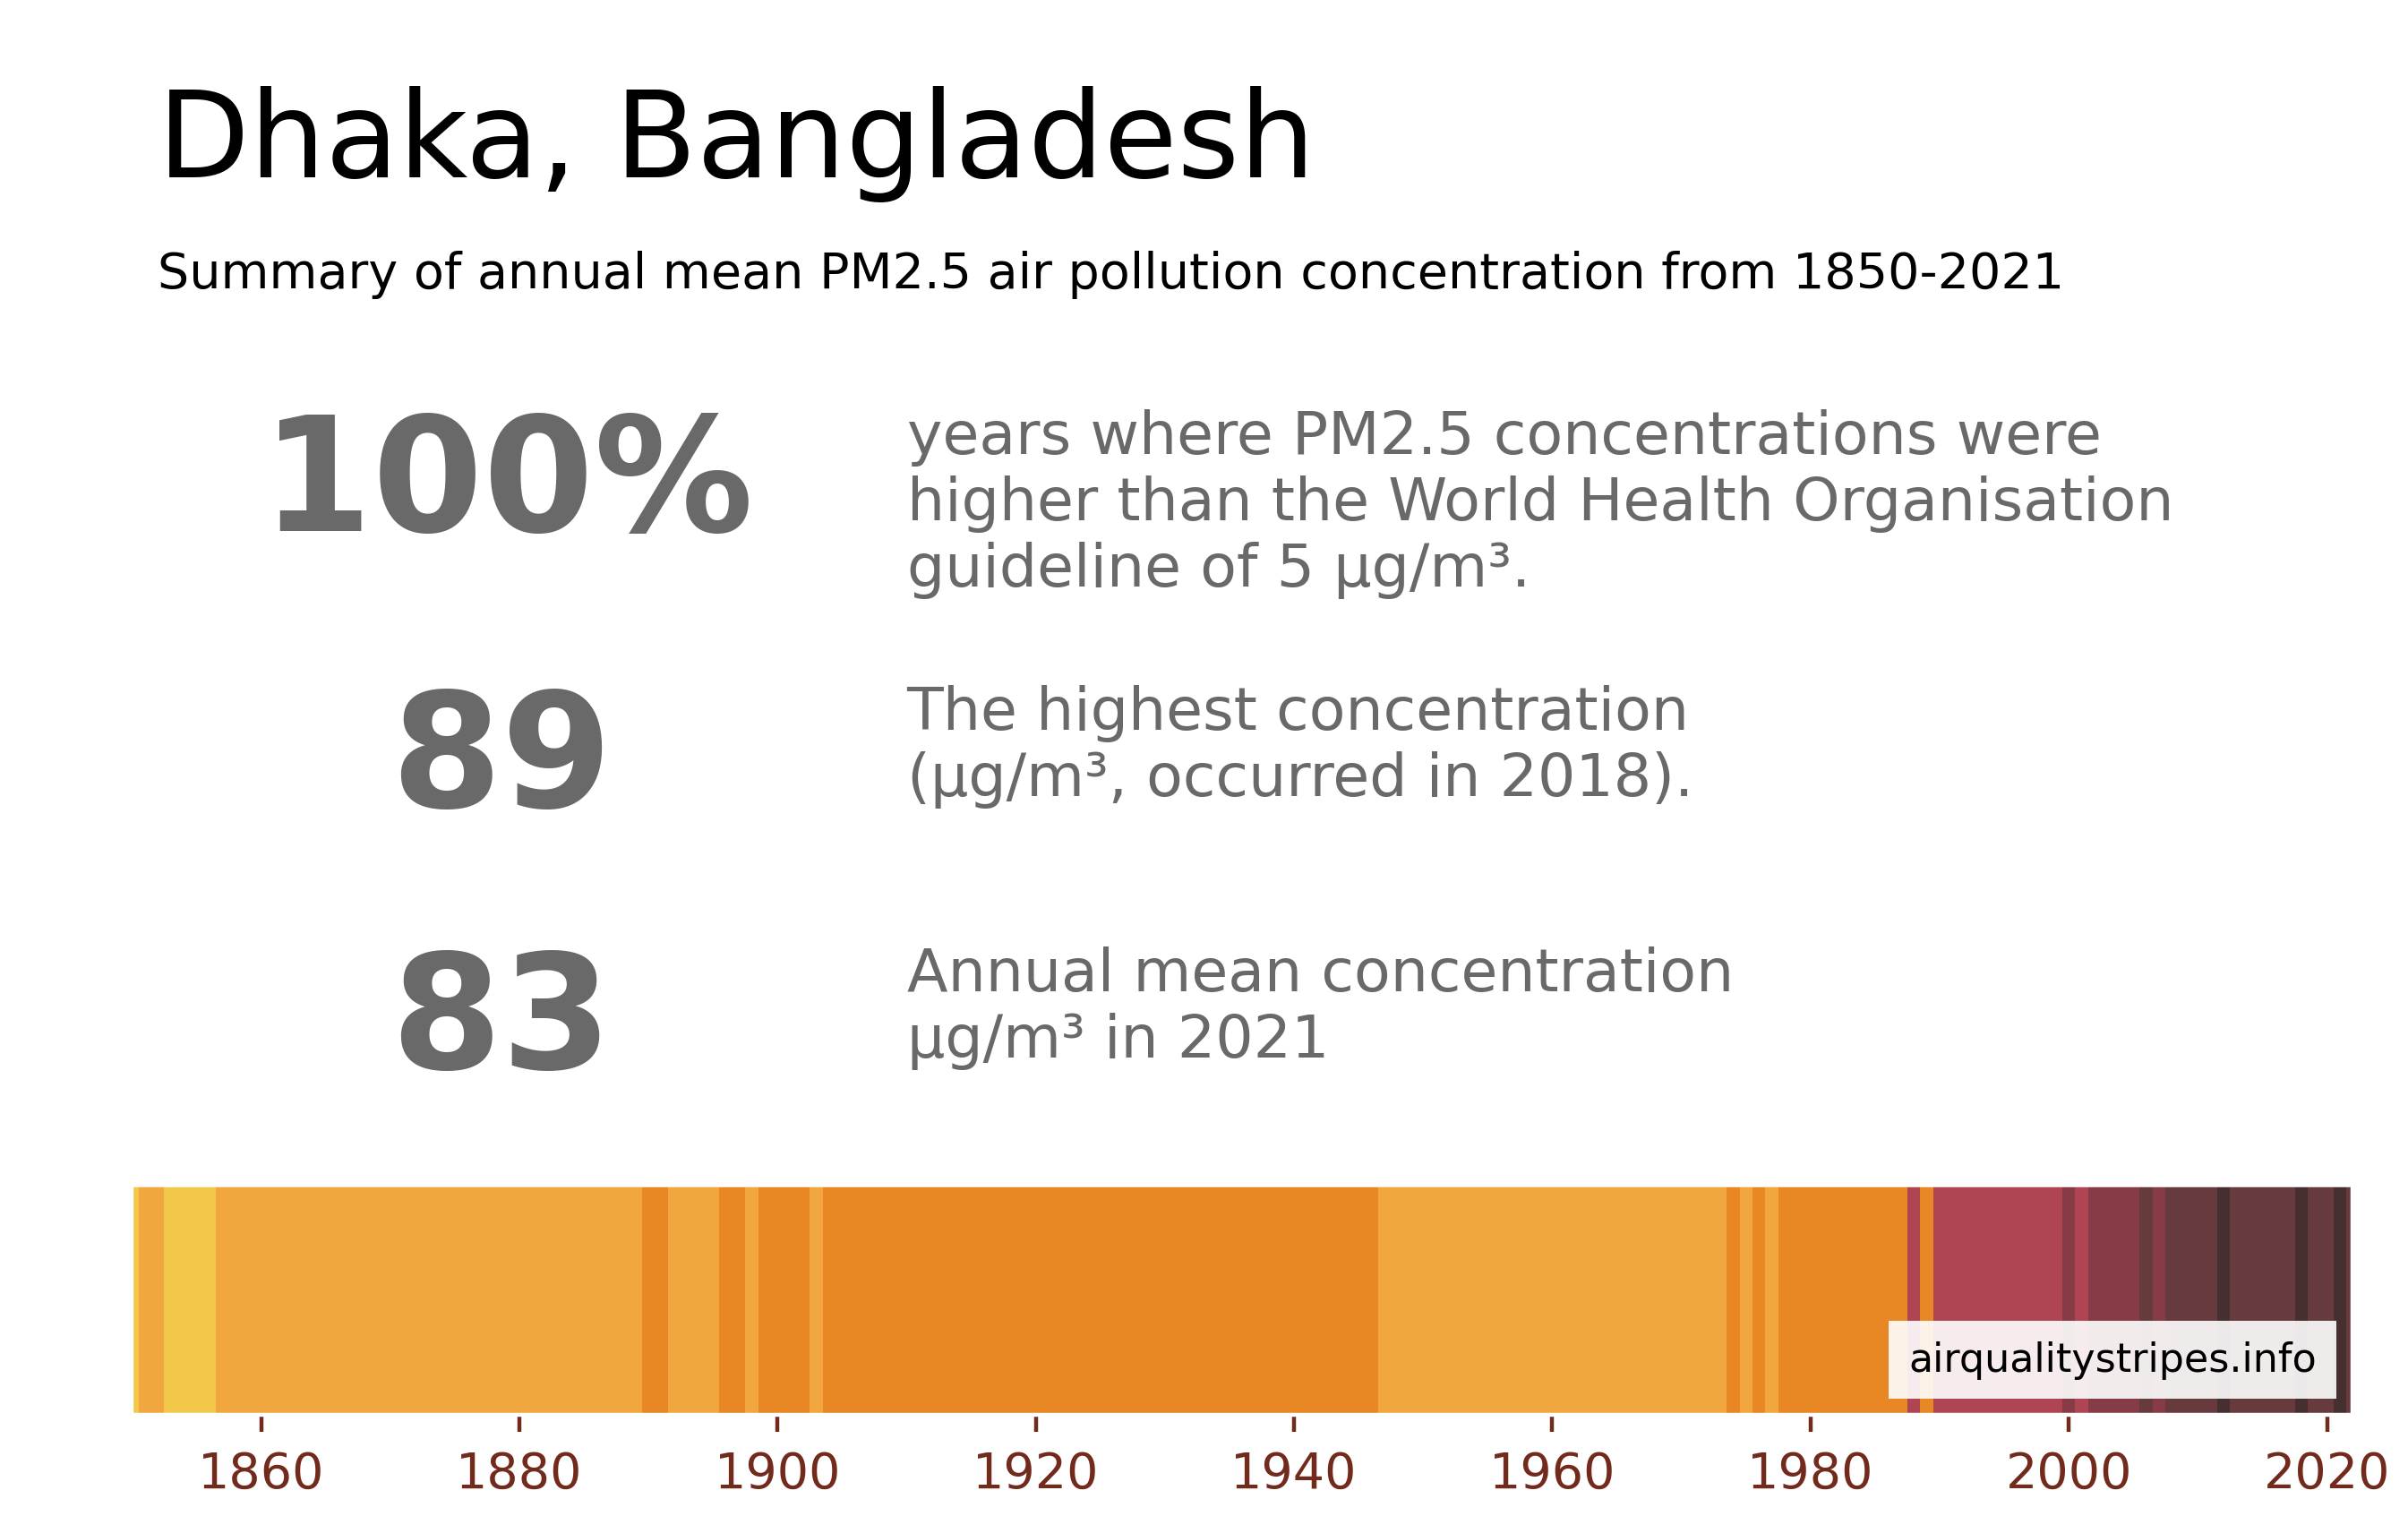 Dhaka, Bangladesh
Summary of annual mean PM2.5 air pollution concentration from 1850-2021
100%
years where PM2.5 concentrations were
higher than the World Health Organisation
guideline of 5 µg/m³.
89
The highest concentration
(µg/m³, occurred in 2018).
83
Annual mean concentration
µg/m³ in 2021
airqualitystripes.info
1860 1880 1900 1920 1940 1960 1980 2000 2020